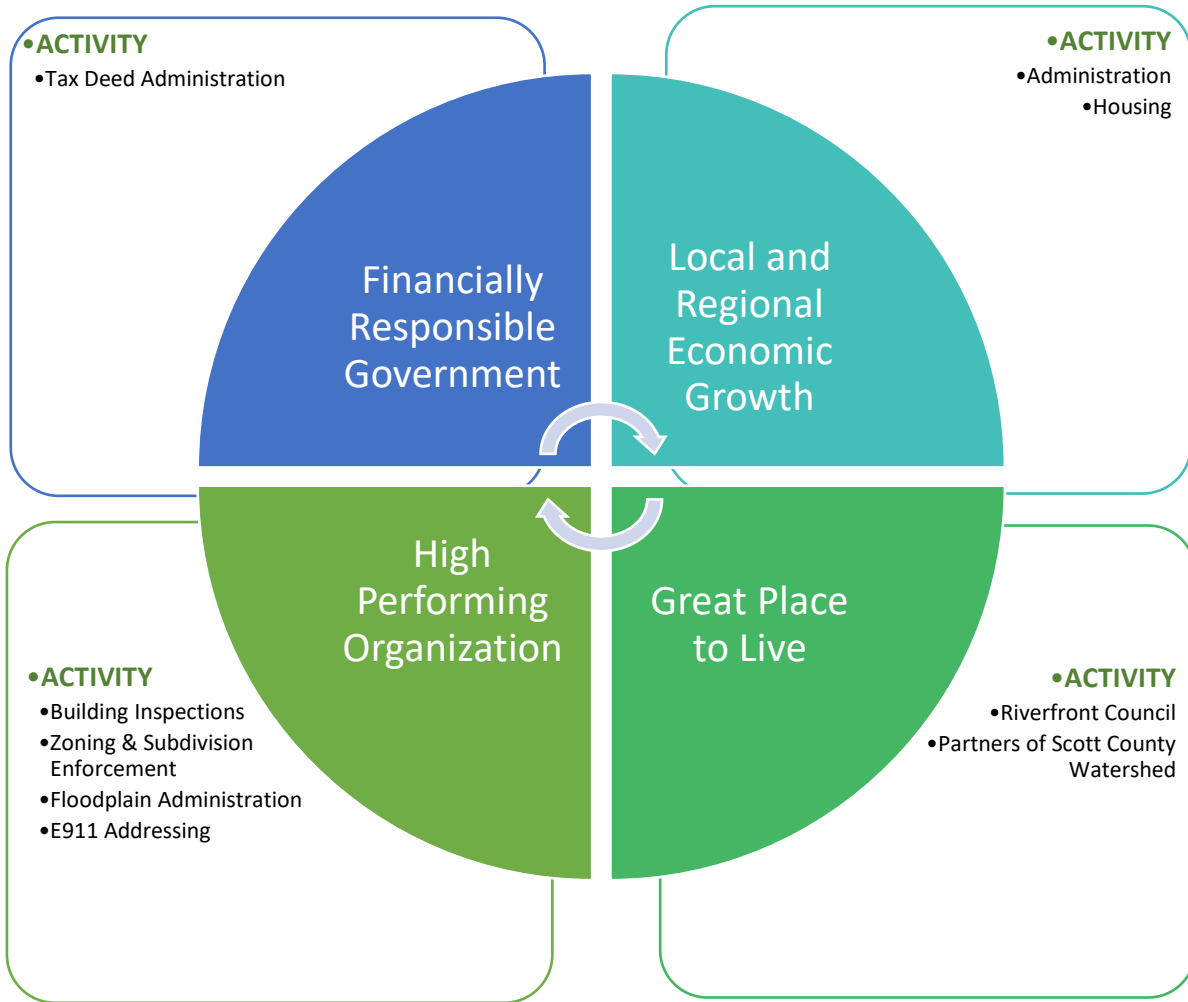 •ACTIVITY
•Tax Deed Administration
•ACTIVITY
•Administration
•Housing
Financially
Responsible
Government
Local and
Regional
Economic
Growth
High
Performing
Organization
Great Place
to Live
•ACTIVITY
•Building Inspections
•Zoning & Subdivision
Enforcement
•Floodplain Administration
•E911 Addressing
•ACTIVITY
•Riverfront Council
•Partners of Scott County
Watershed